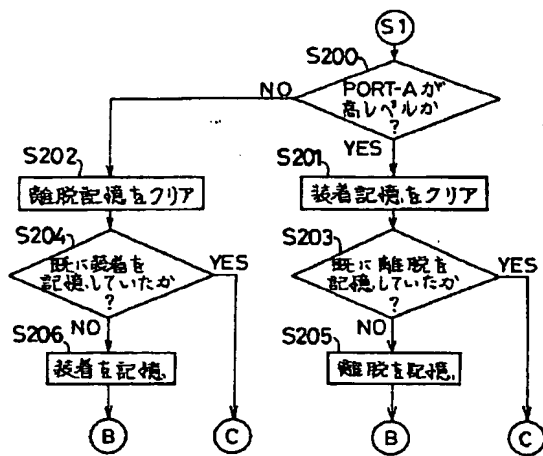 S1
S200
PORT-Aが
高レベルか
?
NO
YES
S202
離脱記憶をクリア
S201
装着記憶をクリア
S204
既に装着を
記憶していたか
?
YES
NO
S203
既に離脱を
記憶していたか
?
YES
NO
S206
装着を記憶
S205
離脱を記憶
B
C
B
C